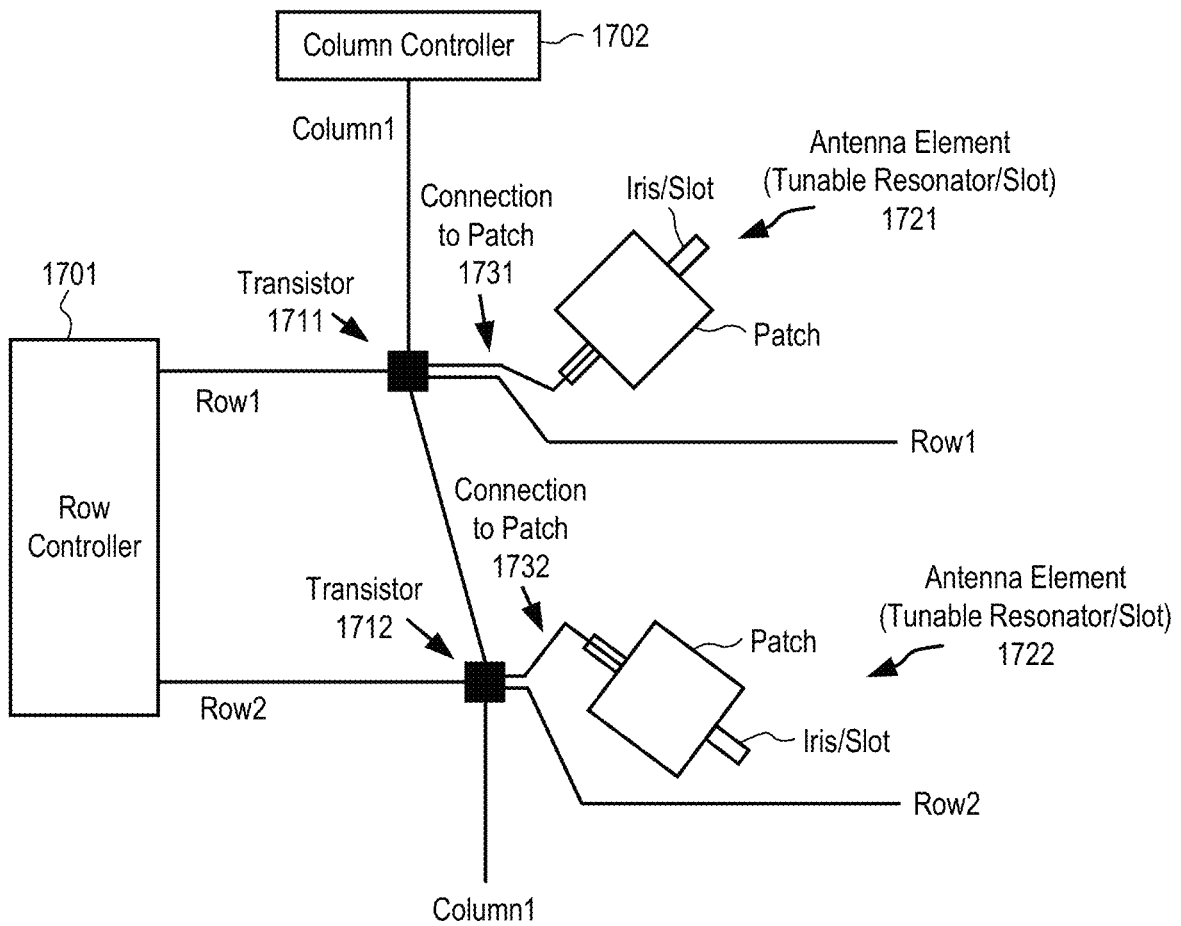 Column Controller
1702
Column1
Antenna Element
(Tunable Resonator/Slot)
1721
Iris/Slot
Connection
to Patch
1731
1701
Transistor
1711
Patch
Row1
Row1
Row
Controller
Connection
to Patch
1732
Transistor
1712
Antenna Element
(Tunable Resonator/Slot)
1722
Patch
Row2
Iris/Slot
Row2
Column1